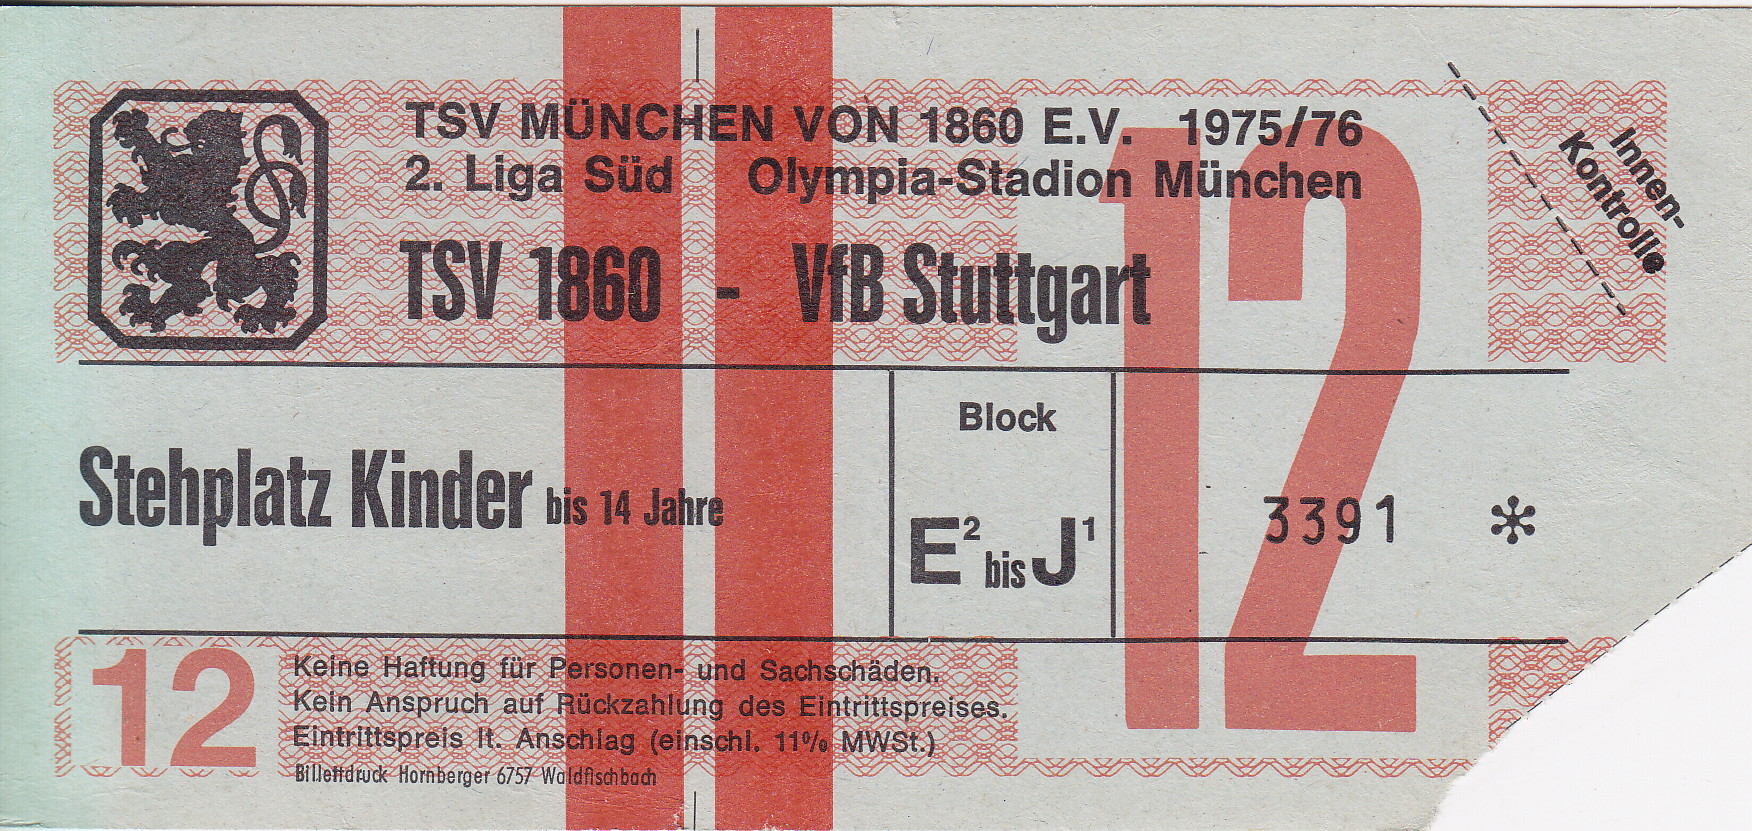 TSV MÜNCHEN VON 1860 E.V. 1975/76
2. Liga Süd Olympia-Stadion München
TSV 1860 - VfB Stuttgart
Innen-
Kontrolle
12
Stehplatz Kinder bis 14 Jahre
Block
E² bis J¹
3391 *
12
Keine Haftung für Personen- und Sachschäden.
Kein Anspruch auf Rückzahlung des Eintrittspreises.
Eintrittspreis lt. Anschlag (einschl. 11% MWSt.)
Billettdruck Hornberger 6757 Waldfischbach